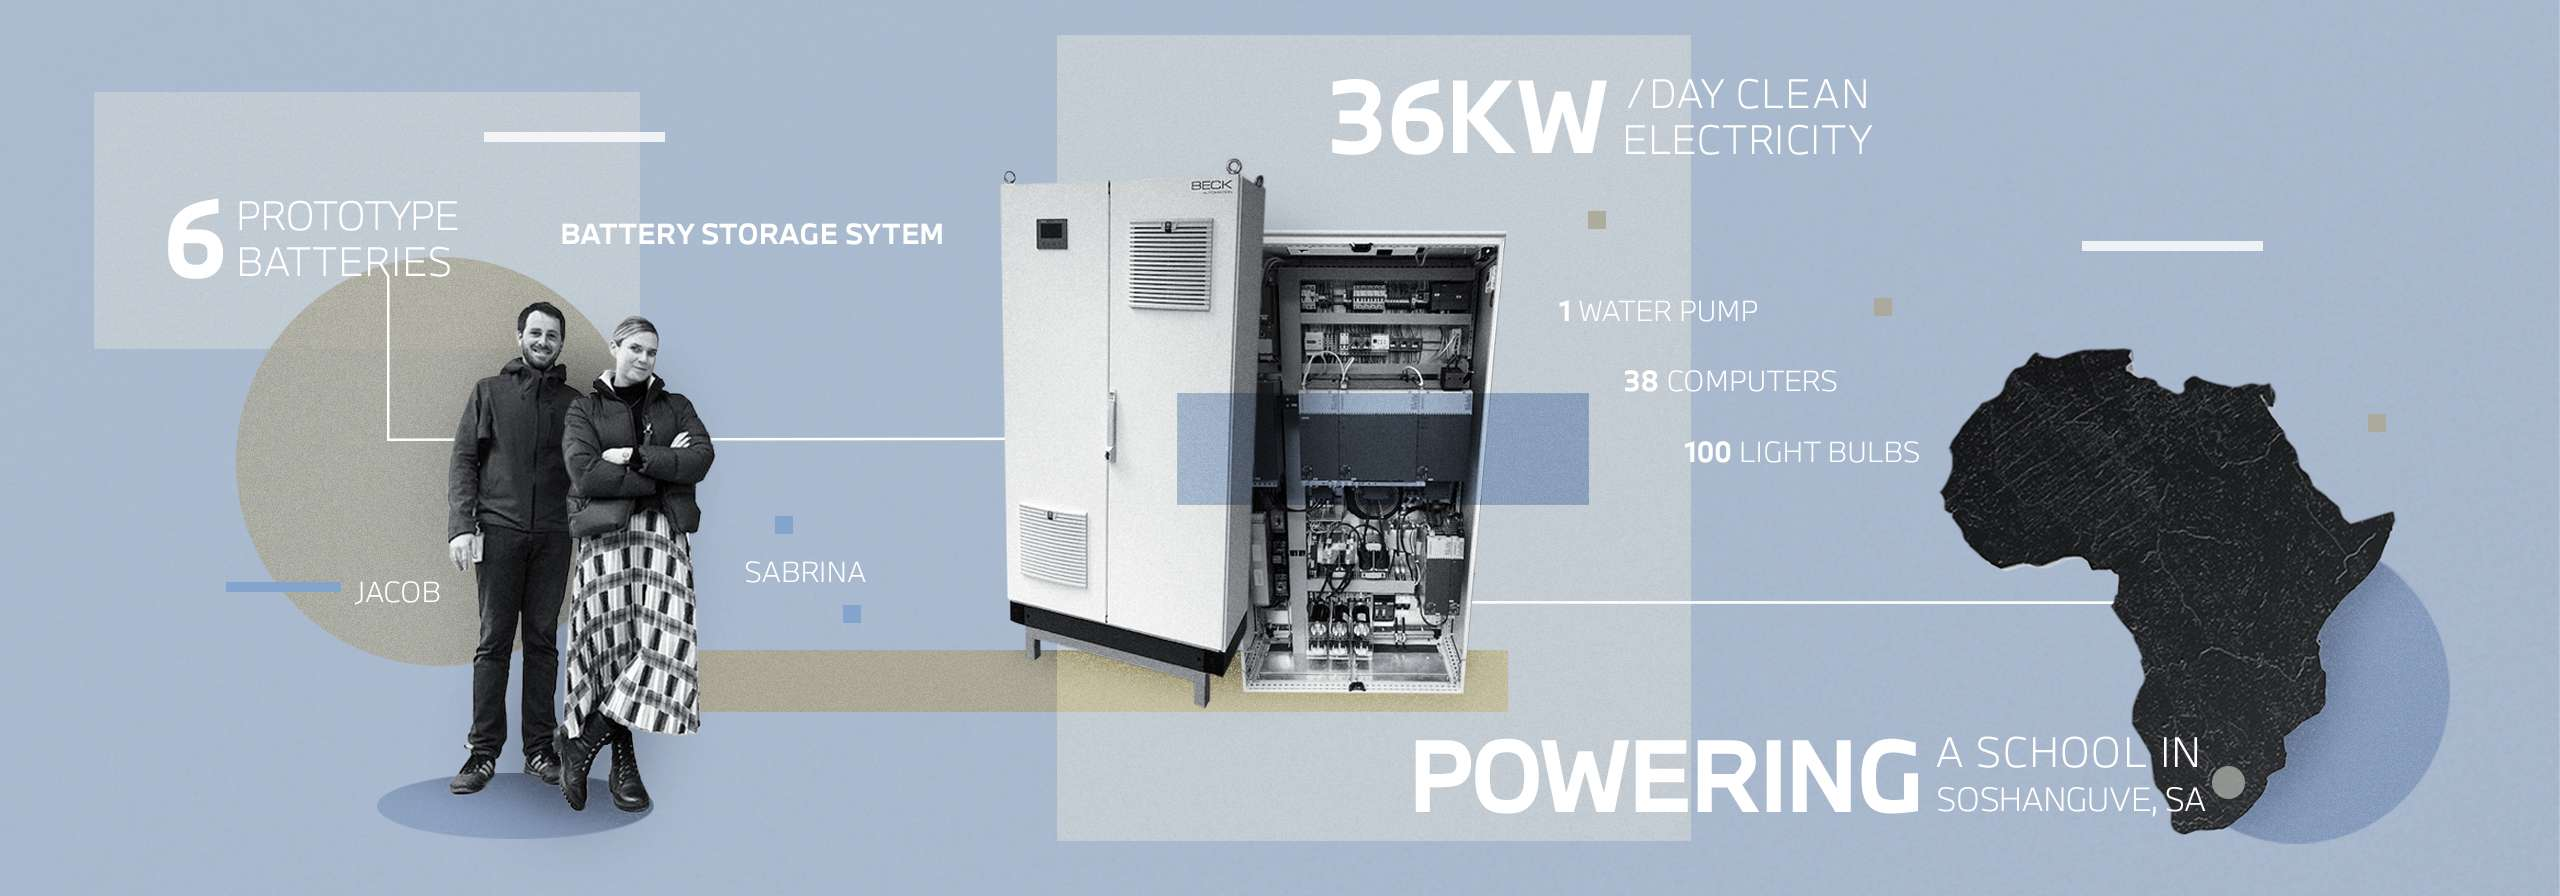 6 PROTOTYPE
BATTERIES
BATTERY STORAGE SYTEM
JACOB
SABRINA
BECK
AUTOMATION
36KW /DAY CLEAN
ELECTRICITY
1 WATER PUMP
38 COMPUTERS
100 LIGHT BULBS
POWERING A SCHOOL IN
SOSHANGUVE, SA